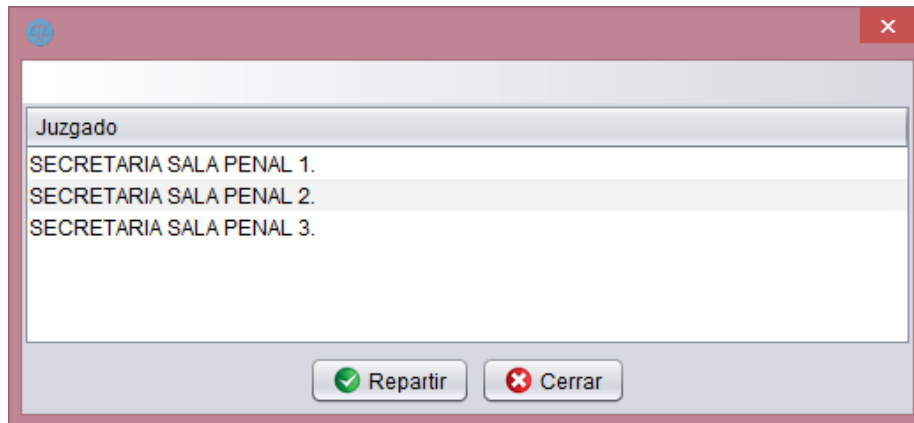 Juzgado
SECRETARIA SALA PENAL 1.
SECRETARIA SALA PENAL 2.
SECRETARIA SALA PENAL 3.
Repartir Cerrar